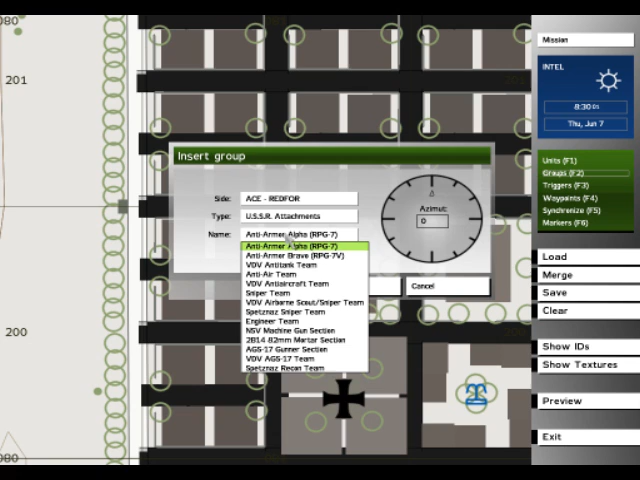 080
201
200
080
Mission
INTEL
8:30
Thu, Jun 7
Units (F1)
Groups (F2)
Triggers (F3)
Waypoints (F4)
Synchronize (F5)
Markers (F6)
Load
Merge
Save
Clear
Show IDs
Show Textures
Preview
Exit
Insert group
Side:
ACE - REDFOR
Type:
U.S.S.R. Attachments
Name:
Anti-Armor Alpha (RPG-7)
Azimut:
0
Anti-Armor Alpha (RPG-7)
Anti-Armor Bravo (RPG-7V)
VDV Antitank Team
Anti-Air Team
VDV Antiaircraft Team
Sniper Team
VDV Airborne Scout/Sniper Team
Spetznaz Sniper Team
Engineer Team
NSV Machine Gun Section
2B14 82mm Mortar Section
AGS-17 Gunner Section
VDV AGS-17 Team
Spetznaz Recon Team
Cancel